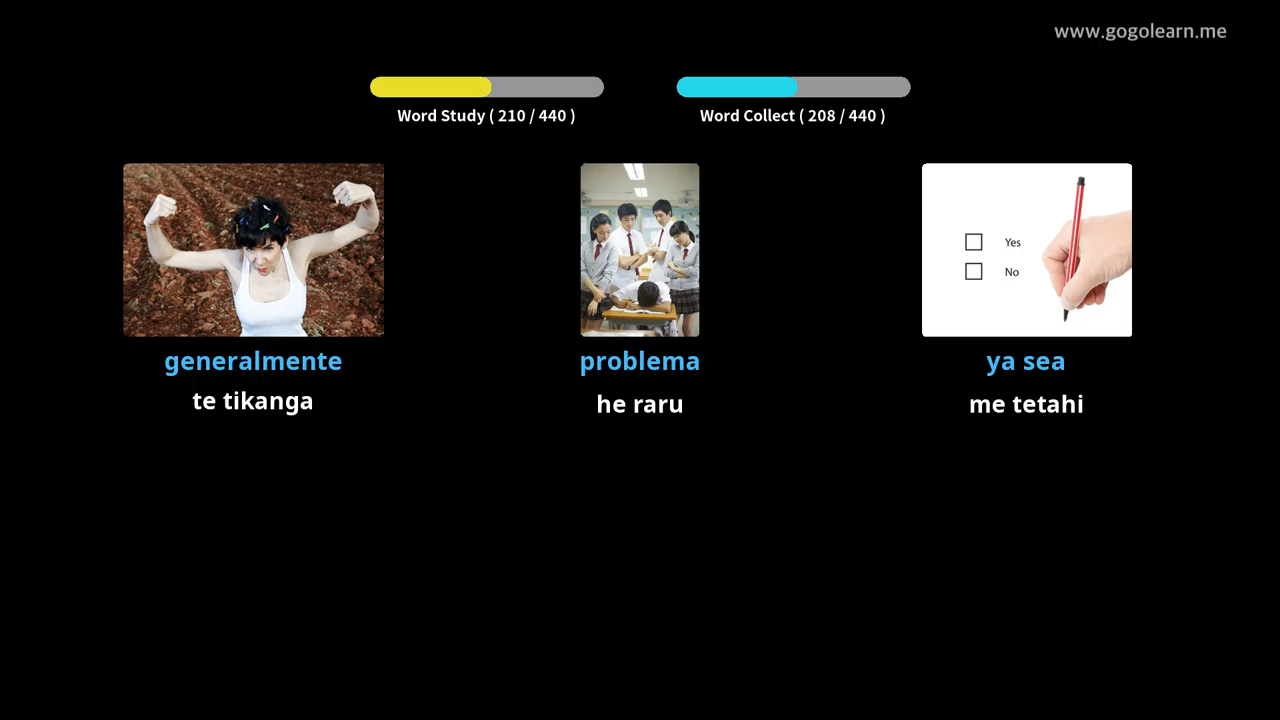 www.gogolearn.me
Word Study ( 210 / 440 )
Word Collect ( 208 / 440 )
Yes
No
generalmente
problema
ya sea
te tikanga
he raru
me tetahi